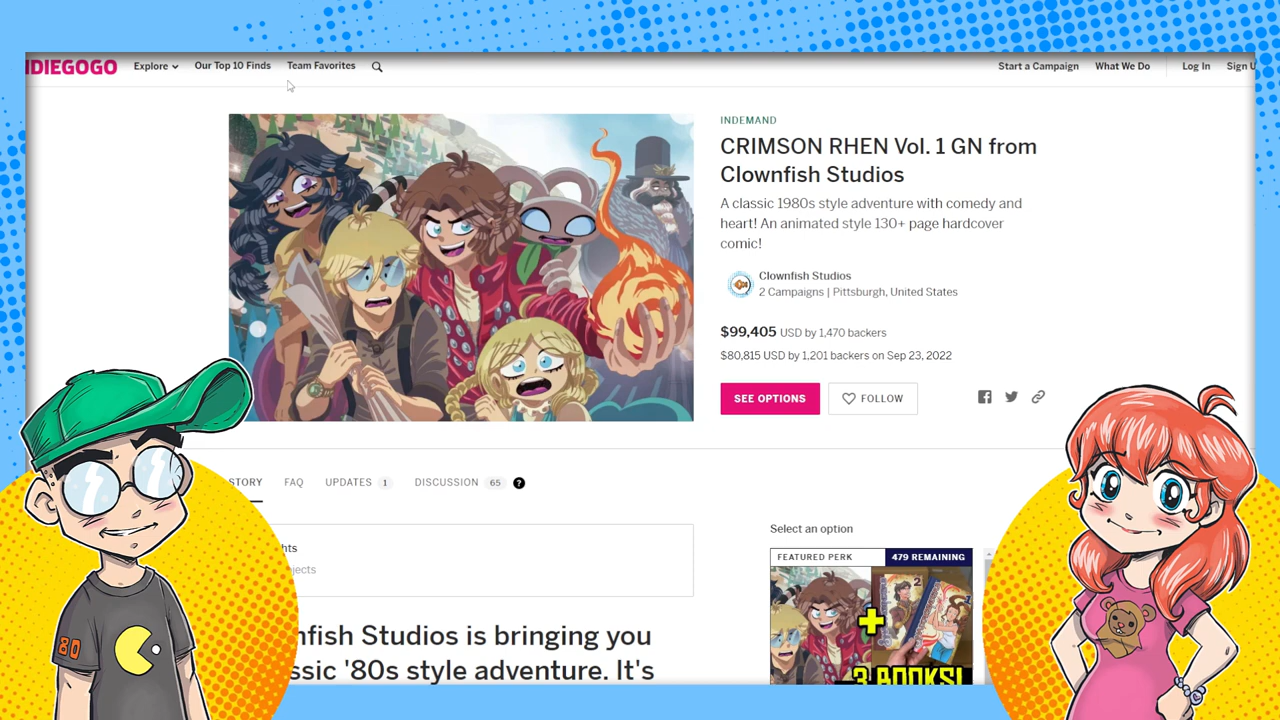 NDIEGOGO Explore Our Top 10 Finds Team Favorites Start a Campaign What We Do Log In Sign U
INDEMAND
CRIMSON RHEN Vol. 1 GN from
Clownfish Studios
A classic 1980s style adventure with comedy and
heart! An animated style 130+ page hardcover
comic!
Clownfish Studios
2 Campaigns | Pittsburgh, United States
$99,405 USD by 1,470 backers
$80,815 USD by 1,201 backers on Sep 23, 2022
SEE OPTIONS FOLLOW
STORY FAQ UPDATES 1 DISCUSSION 65 ?
hts
jects
nfish Studios is bringing you
ssic '80s style adventure. It's
Select an option
FEATURED PERK 479 REMAINING
2
+
3 BOOKS!
80